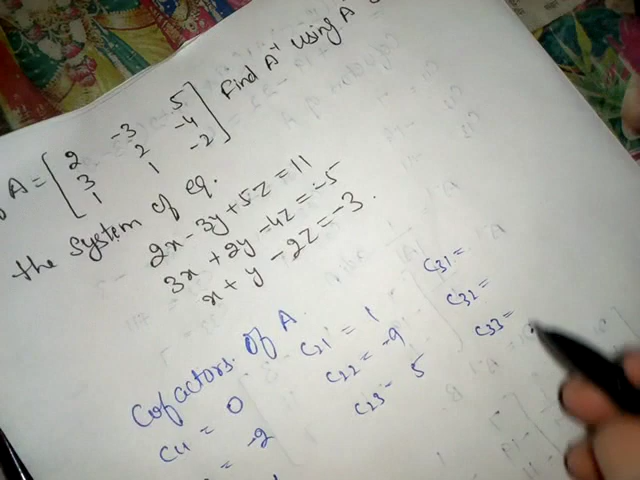 A = [ 2 -3 5
3 2 -4
1 1 -2 ] Find A⁻¹ using A⁻¹
the system of eq.
2x - 3y + 5z = 11
3x + 2y - 4z = -5
x + y - 2z = -3.
Cofactors of A.
C11 = 0
= -2
C21 = 1
C22 = -9
C23 = 5
C31 =
C32 =
C33 =